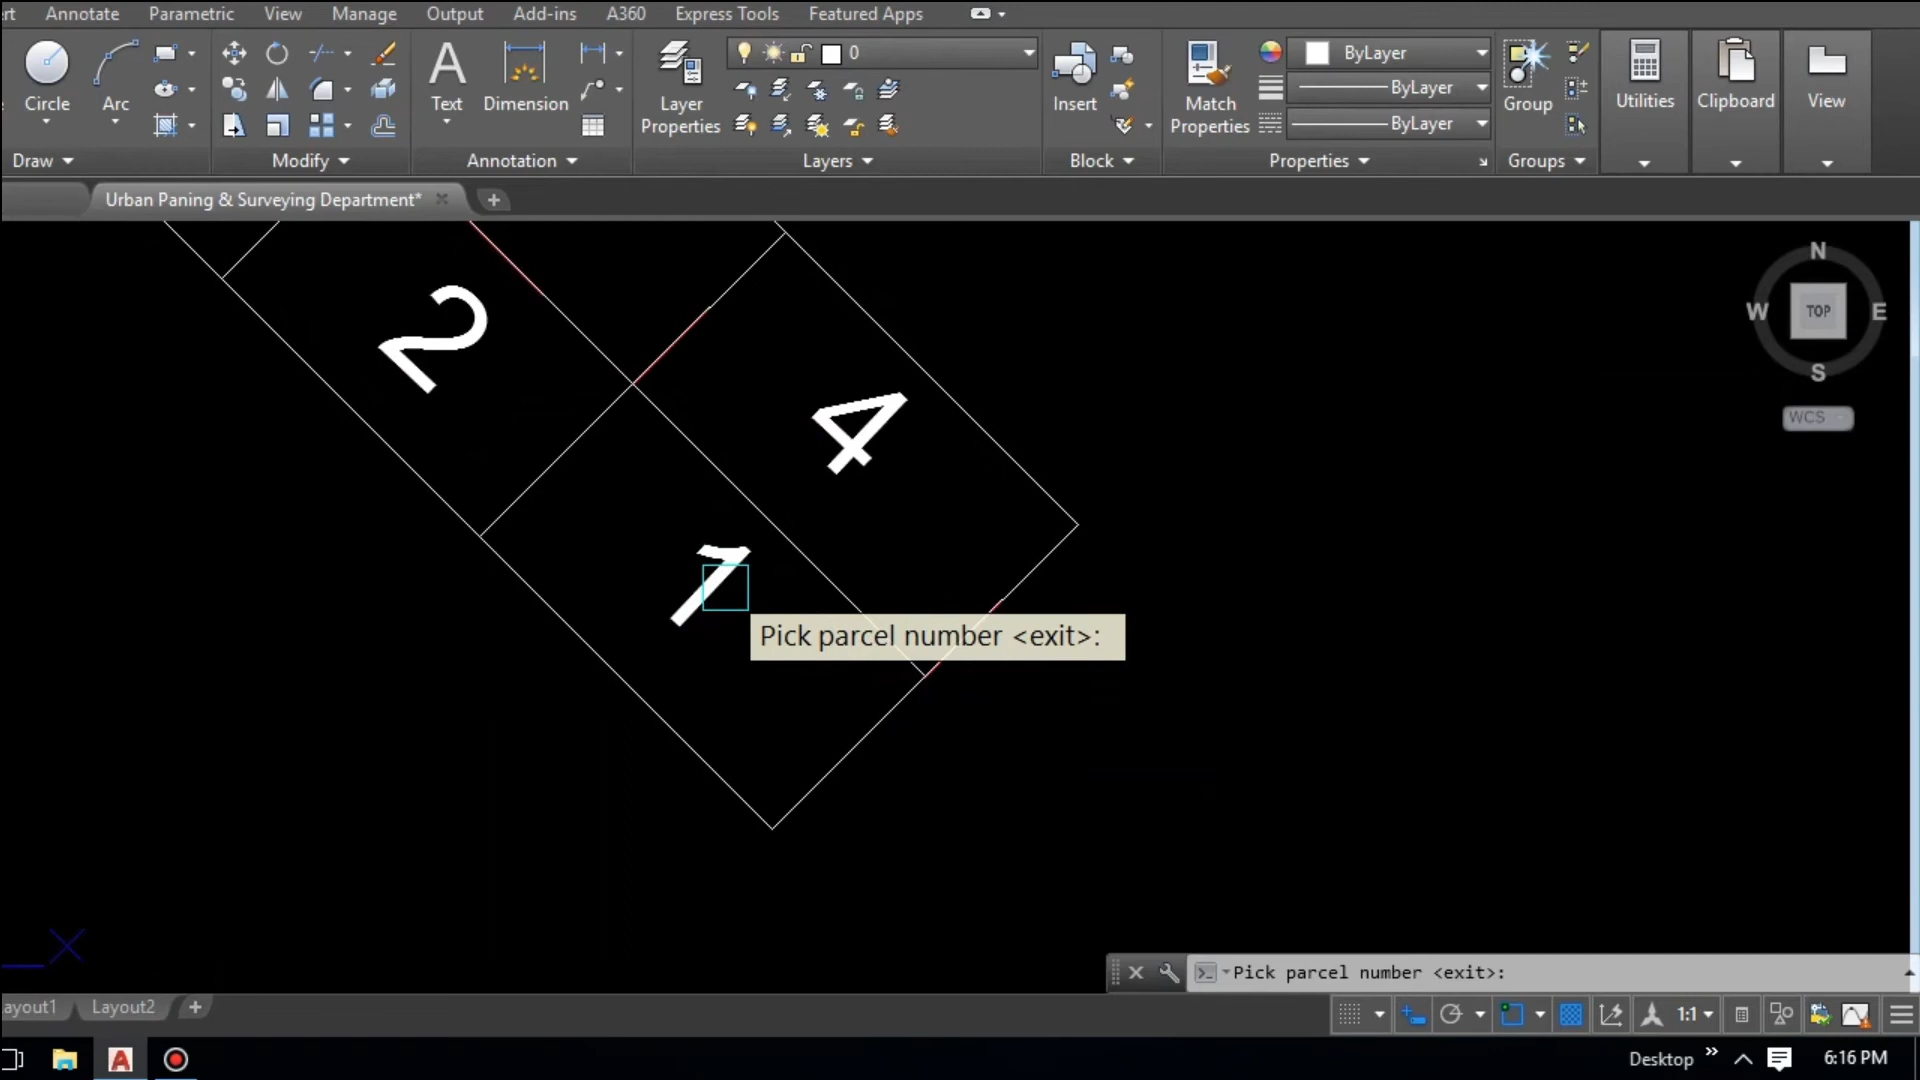 rt Annotate Parametric View Manage Output Add-ins A360 Express Tools Featured Apps
Circle Arc Text Dimension Layer Properties 0 Insert Match Properties ByLayer ByLayer ByLayer Group Utilities Clipboard View
Draw Modify Annotation Layers Block Properties Groups
Urban Paning & Surveying Department*
N
W TOP E
S
WCS
2
4
1
Pick parcel number <exit>:
Pick parcel number <exit>:
ayout1 Layout2 1:1
Desktop 6:16 PM